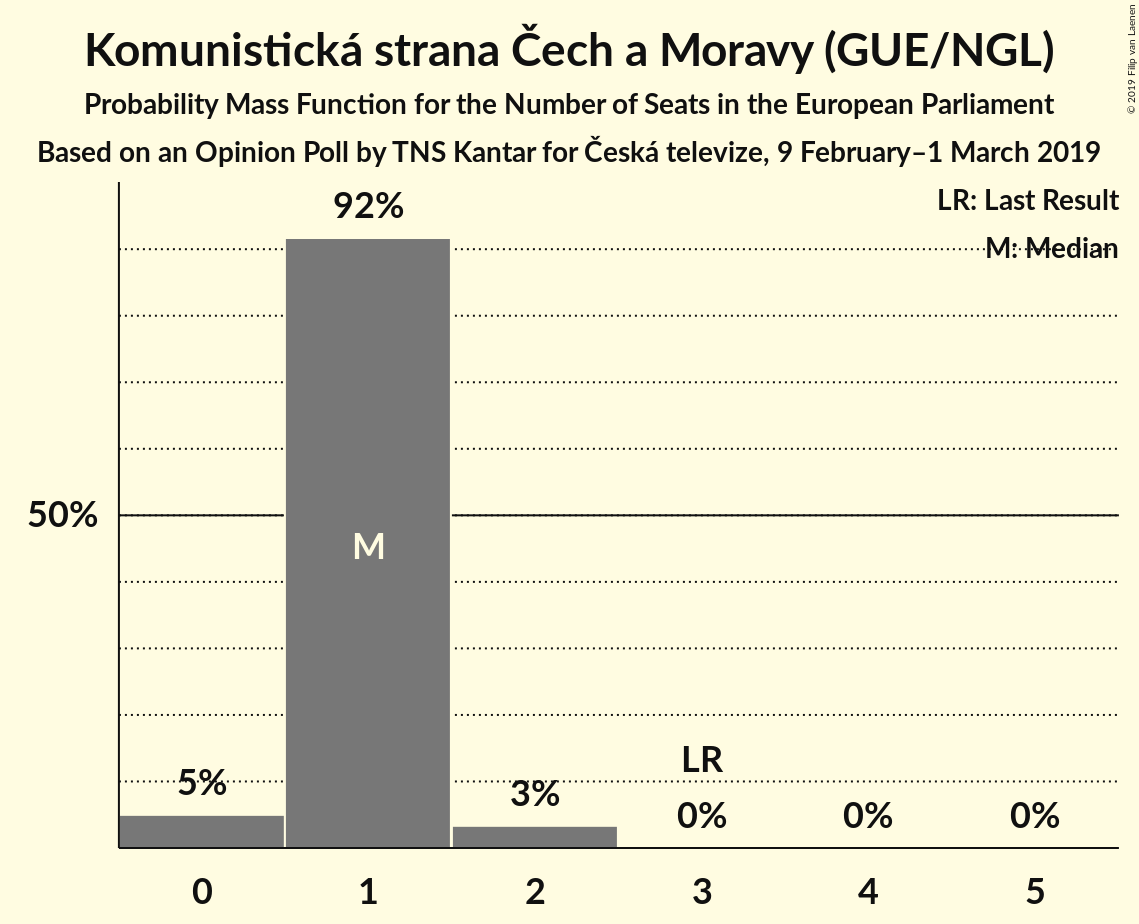 Komunistická strana Čech a Moravy (GUE/NGL)
Probability Mass Function for the Number of Seats in the European Parliament
Based on an Opinion Poll by TNS Kantar for Česká televize, 9 February–1 March 2019
© 2019 Filip van Laenen
LR: Last Result
M: Median
92%
50%
M
5%
3%
LR
0%
0%
0%
0 1 2 3 4 5